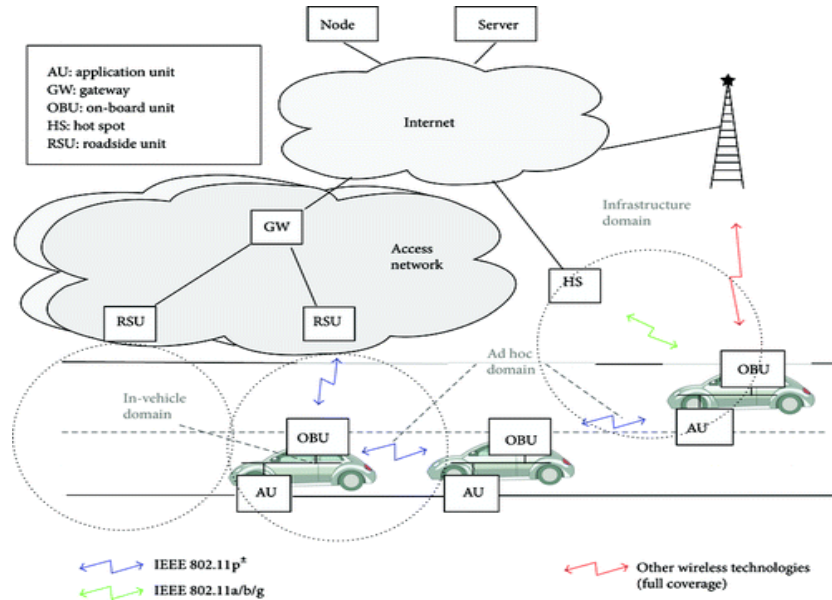 Node
Server
AU: application unit
GW: gateway
OBU: on-board unit
HS: hot spot
RSU: roadside unit
Internet
Infrastructure
domain
GW
Access
network
HS
RSU
RSU
Ad hoc
domain
OBU
In-vehicle
domain
AU
OBU
OBU
AU
AU
IEEE 802.11p±
IEEE 802.11a/b/g
Other wireless technologies
(full coverage)